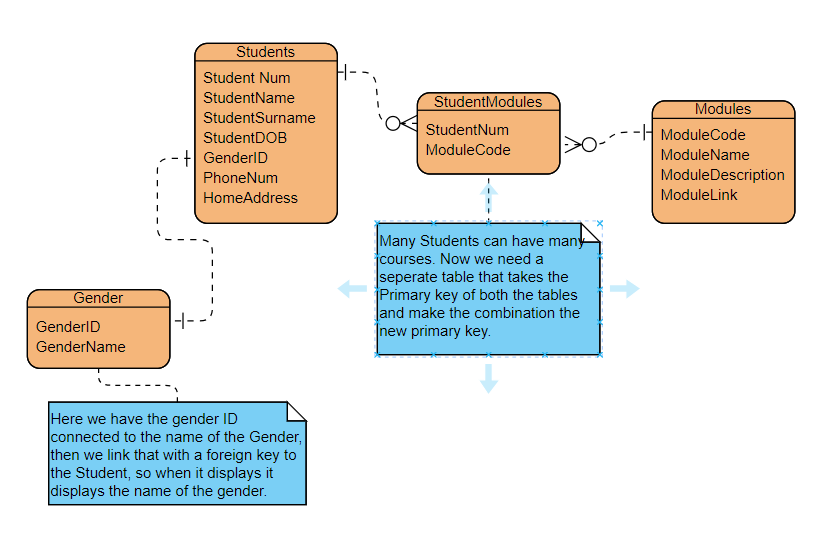 Students
Student Num
StudentName
StudentSurname
StudentDOB
GenderID
PhoneNum
HomeAddress
StudentModules
StudentNum
ModuleCode
Modules
ModuleCode
ModuleName
ModuleDescription
ModuleLink
Many Students can have many
courses. Now we need a
seperate table that takes the
Primary key of both the tables
and make the combination the
new primary key.
Gender
GenderID
GenderName
Here we have the gender ID
connected to the name of the Gender,
then we link that with a foreign key to
the Student, so when it displays it
displays the name of the gender.